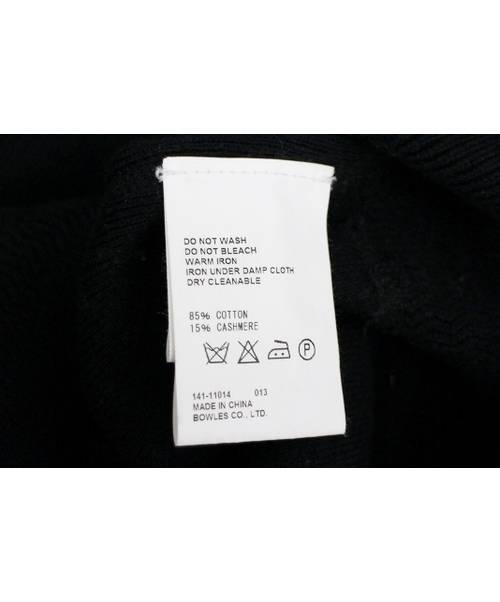 DO NOT WASH
DO NOT BLEACH
WARM IRON
IRON UNDER DAMP CLOTH
DRY CLEANABLE
85% COTTON
15% CASHMERE
P
141-11014 013
MADE IN CHINA
BOWLES CO., LTD.